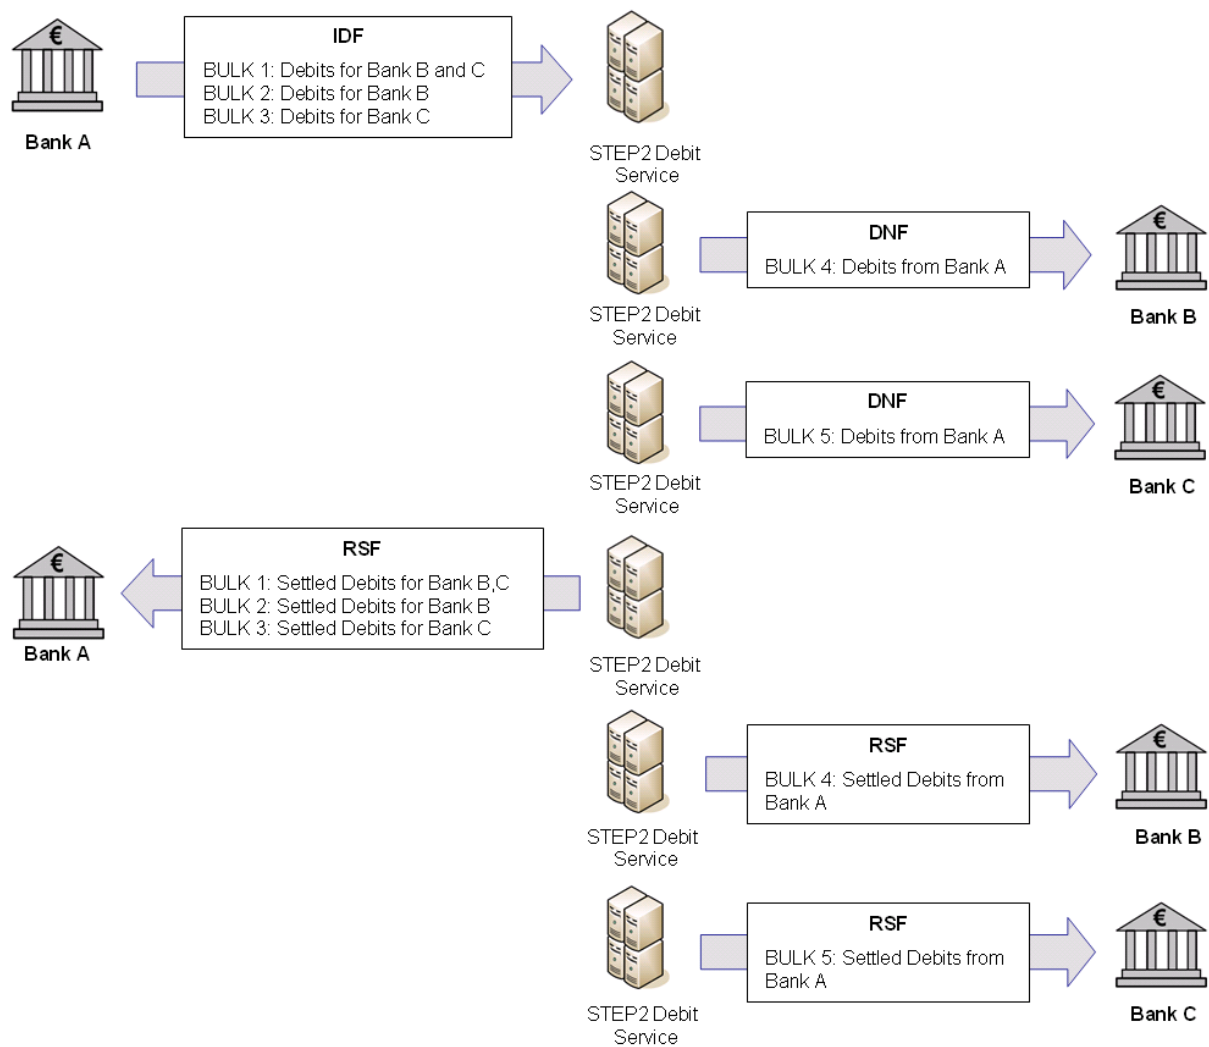 €
IDF
BULK 1: Debits for Bank B and C
BULK 2: Debits for Bank B
BULK 3: Debits for Bank C
Bank A
STEP2 Debit
Service
DNF
BULK 4: Debits from Bank A
€
Bank B
STEP2 Debit
Service
DNF
BULK 5: Debits from Bank A
€
Bank C
STEP2 Debit
Service
€
RSF
BULK 1: Settled Debits for Bank B,C
BULK 2: Settled Debits for Bank B
BULK 3: Settled Debits for Bank C
Bank A
STEP2 Debit
Service
RSF
BULK 4: Settled Debits from
Bank A
€
Bank B
STEP2 Debit
Service
RSF
BULK 5: Settled Debits from
Bank A
€
Bank C
STEP2 Debit
Service